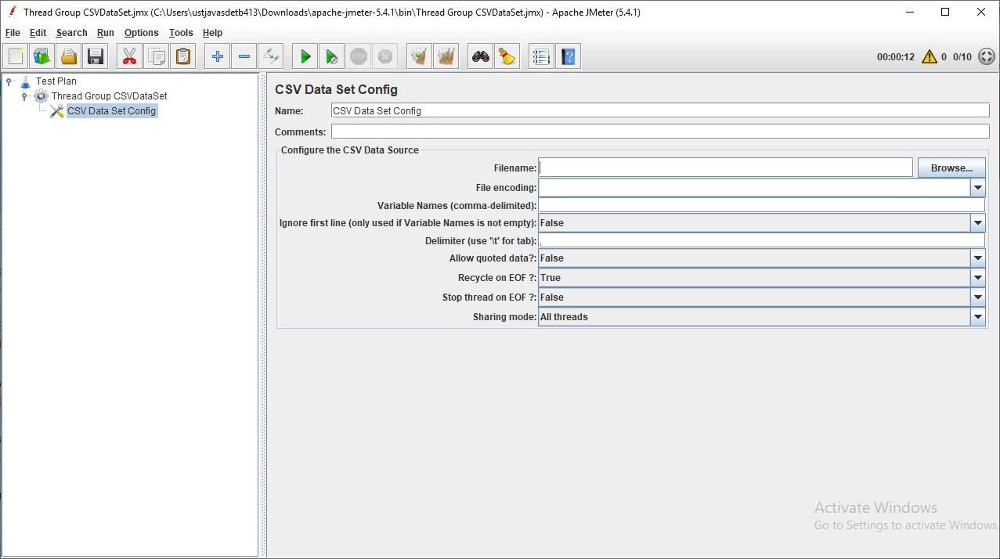 Thread Group CSVDataSet.jmx (C:\Users\ustjavasdetb413\Downloads\apache-jmeter-5.4.1\bin\Thread Group CSVDataSet.jmx) - Apache JMeter (5.4.1)
File Edit Search Run Options Tools Help
STOP
00:00:12 0 0/10
Test Plan
Thread Group CSVDataSet
CSV Data Set Config
CSV Data Set Config
Name: CSV Data Set Config
Comments:
Configure the CSV Data Source
Filename: Browse...
File encoding:
Variable Names (comma-delimited):
Ignore first line (only used if Variable Names is not empty): False
Delimiter (use '\t' for tab): ,
Allow quoted data?: False
Recycle on EOF ?: True
Stop thread on EOF ?: False
Sharing mode: All threads
Activate Windows
Go to Settings to activate Windows.